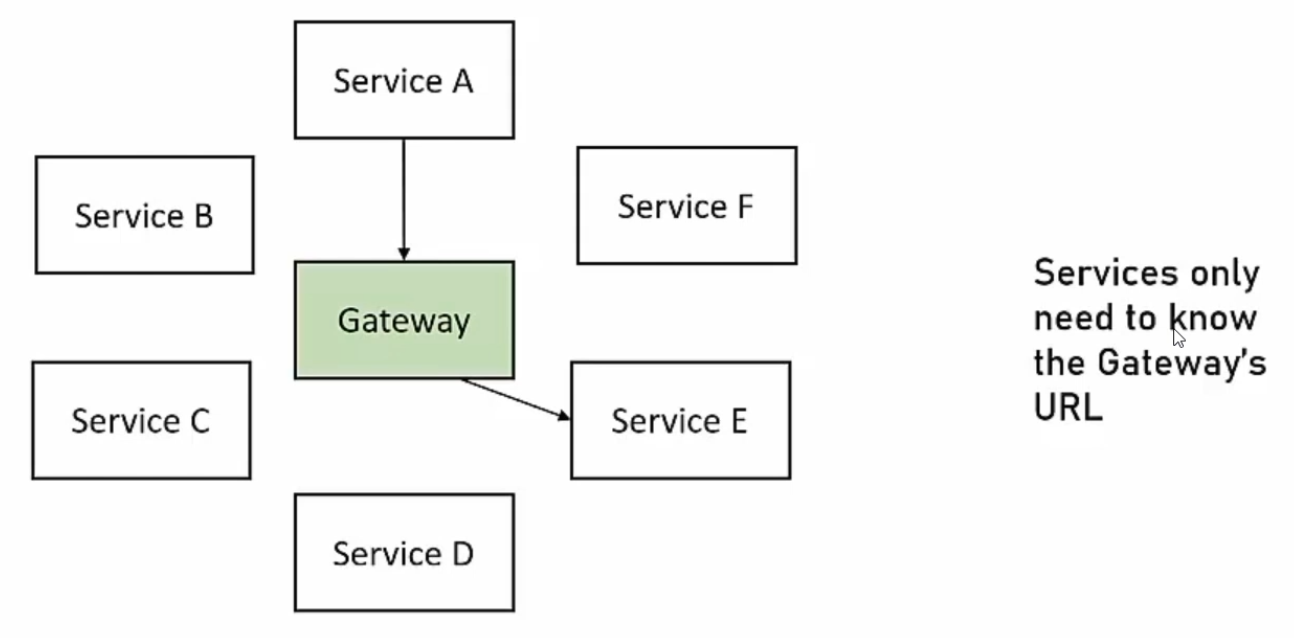 Service A
Service B
Service F
Gateway
Service C
Service E
Service D
Services only
need to know
the Gateway's
URL